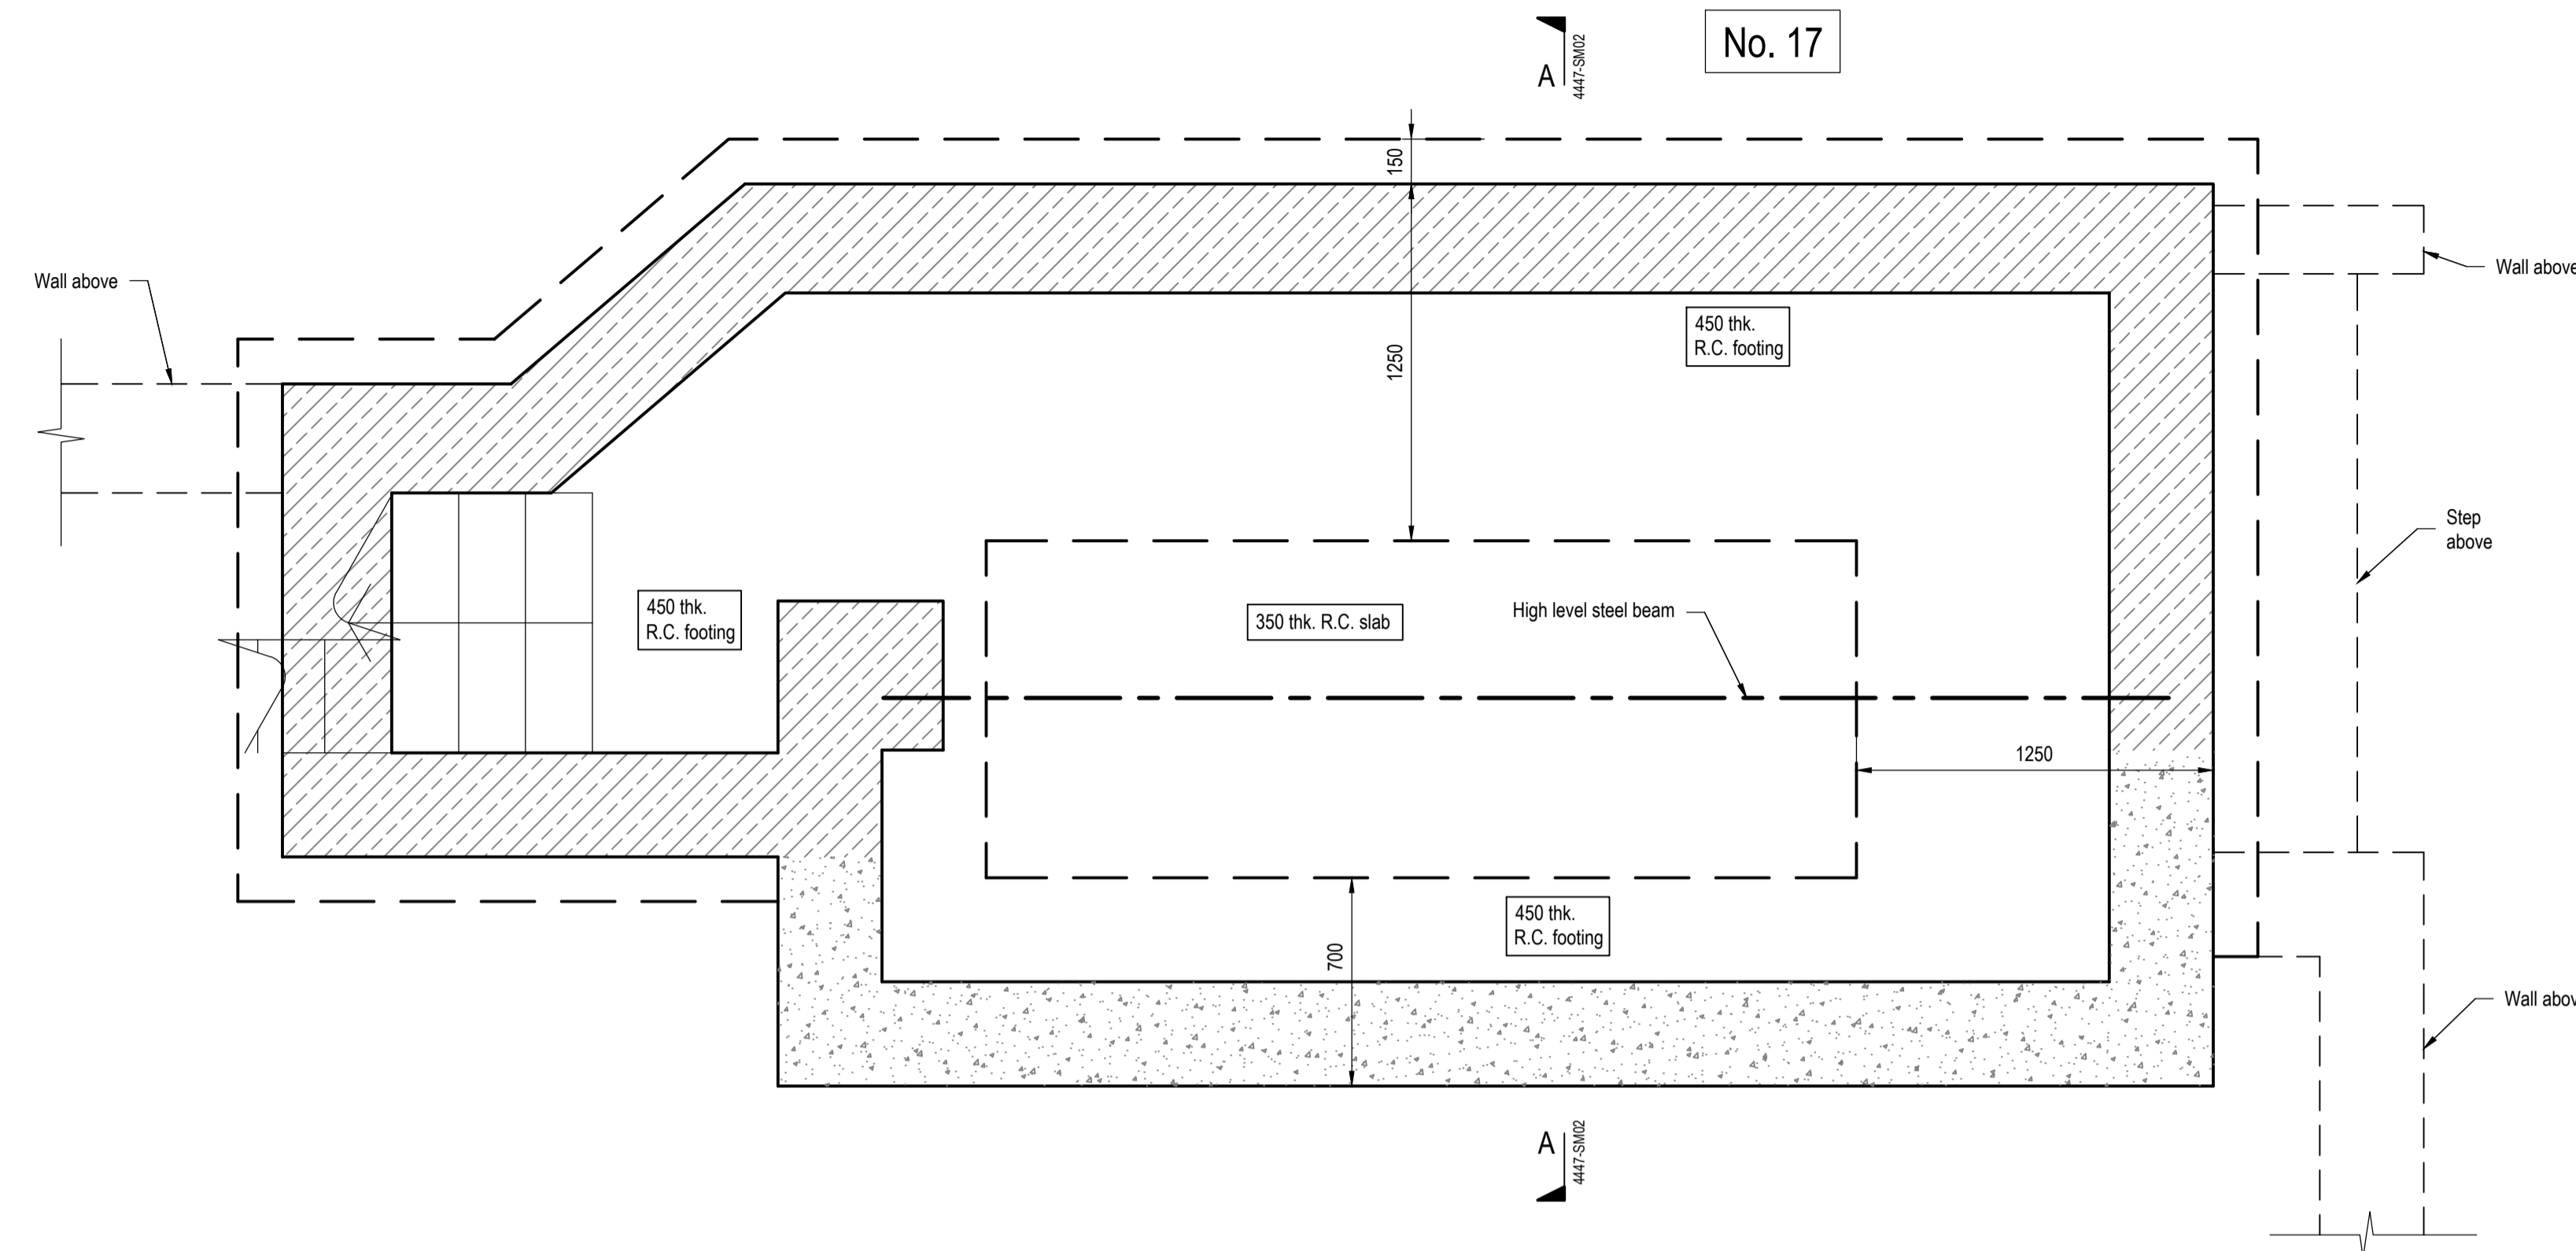 No. 17
A
4447-SM02
150
Wall above
Wall above
1250
450 thk.
R.C. footing
Step
above
450 thk.
R.C. footing
350 thk. R.C. slab
High level steel beam
1250
450 thk.
R.C. footing
700
Wall abov
A
4447-SM02